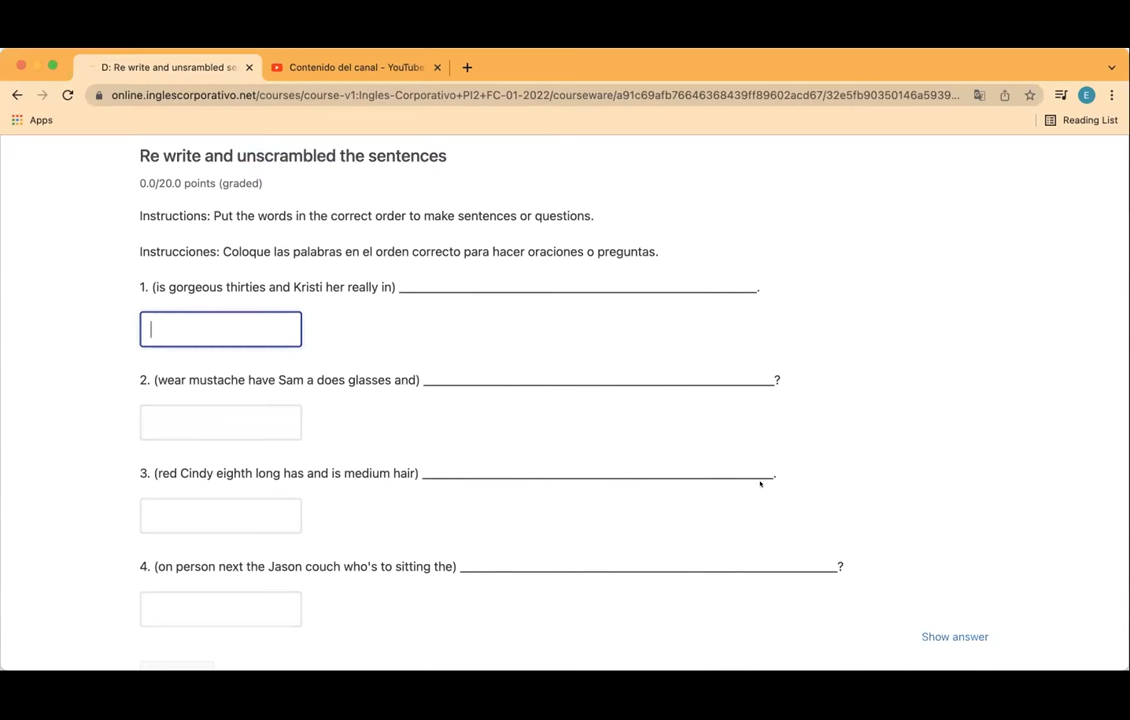 D: Re write and unsrambled se
Contenido del canal - YouTube
online.inglescorporativo.net/courses/course-v1:Ingles-Corporativo+PI2+FC-01-2022/courseware/a91c69afb76646368439ff89602acd67/32e5fb90350146a5939...
E
Apps
Reading List
Re write and unscrambled the sentences
0.0/20.0 points (graded)
Instructions: Put the words in the correct order to make sentences or questions.
Instrucciones: Coloque las palabras en el orden correcto para hacer oraciones o preguntas.
1. (is gorgeous thirties and Kristi her really in) ______________________________________________.
2. (wear mustache have Sam a does glasses and) _____________________________________________?
3. (red Cindy eighth long has and is medium hair) _____________________________________________.
4. (on person next the Jason couch who's to sitting the) ________________________________________________?
Show answer